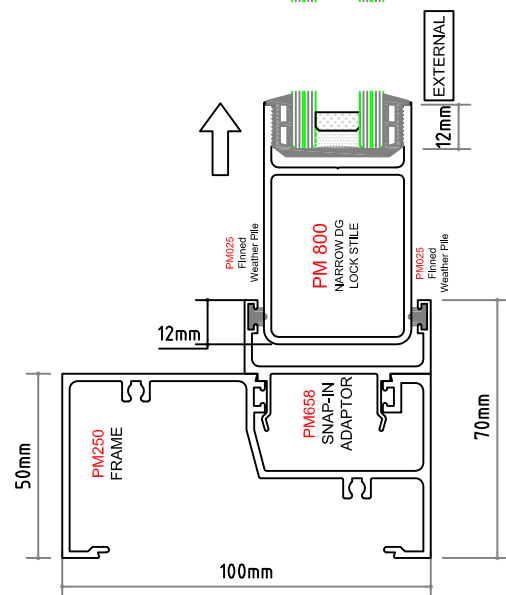 EXTERNAL
12mm
PM025
Finned
Weather Pile
PM 800
NARROW DG
LOCK STILE
PM025
Finned
Weather Pile
12mm
50mm
PM250
FRAME
PM658
SNAP-IN
ADAPTOR
70mm
100mm